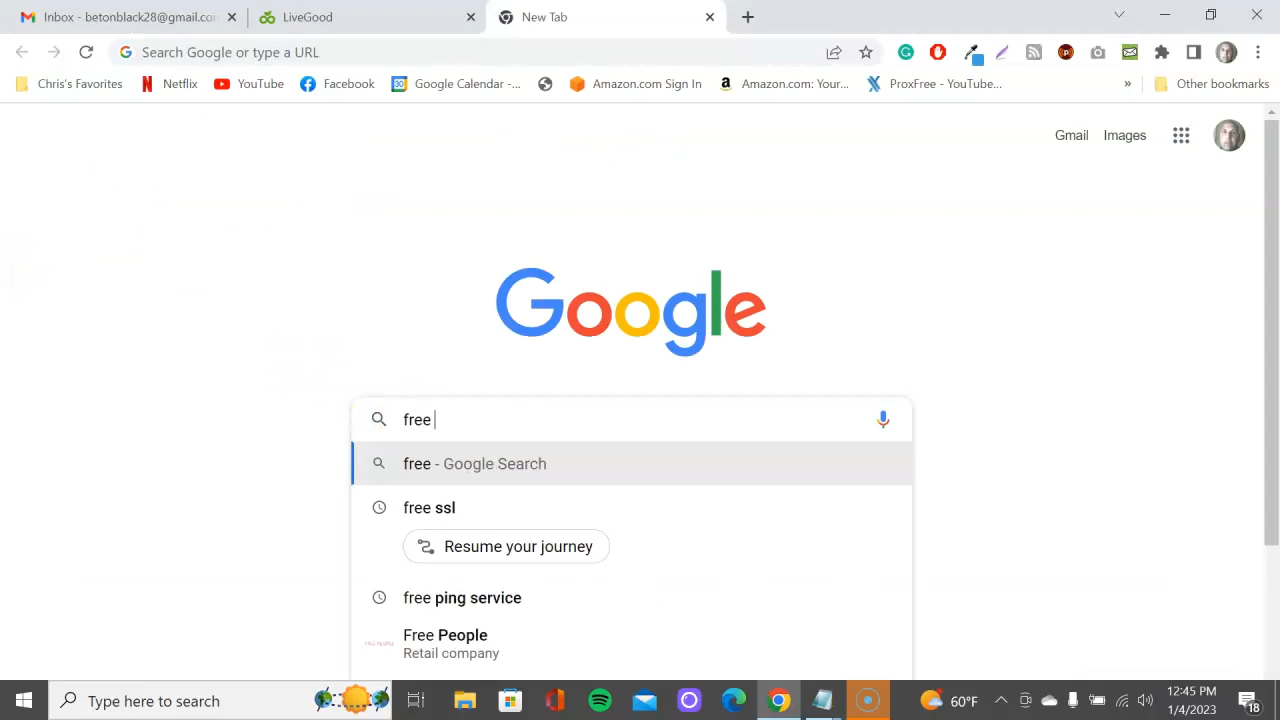 Inbox - betonblack28@gmail.con
LiveGood
New Tab
Search Google or type a URL
Chris's Favorites
Netflix
YouTube
Facebook
Google Calendar -...
Amazon.com Sign In
Amazon.com: Your...
ProxFree - YouTube...
»
Other bookmarks
Gmail
Images
Google
free
free - Google Search
free ssl
Resume your journey
free ping service
Free People
Retail company
Type here to search
60°F
12:45 PM
1/4/2023
18